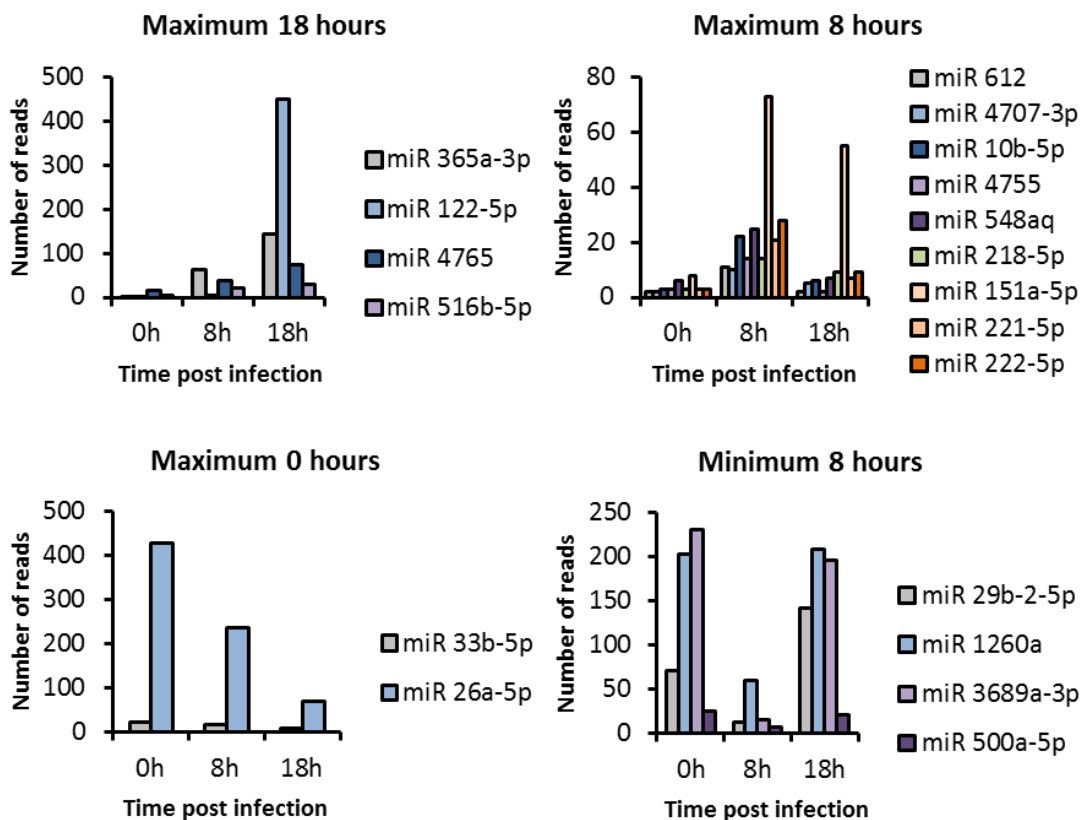 Maximum 18 hours
Number of reads
500
400
300
200
100
0
0h 8h 18h
Time post infection
miR 365a-3p
miR 122-5p
miR 4765
miR 516b-5p
Maximum 8 hours
Number of reads
80
60
40
20
0
0h 8h 18h
Time post infection
miR 612
miR 4707-3p
miR 10b-5p
miR 4755
miR 548aq
miR 218-5p
miR 151a-5p
miR 221-5p
miR 222-5p
Maximum 0 hours
Number of reads
500
400
300
200
100
0
0h 8h 18h
Time post infection
miR 33b-5p
miR 26a-5p
Minimum 8 hours
Number of reads
250
200
150
100
50
0
0h 8h 18h
Time post infection
miR 29b-2-5p
miR 1260a
miR 3689a-3p
miR 500a-5p